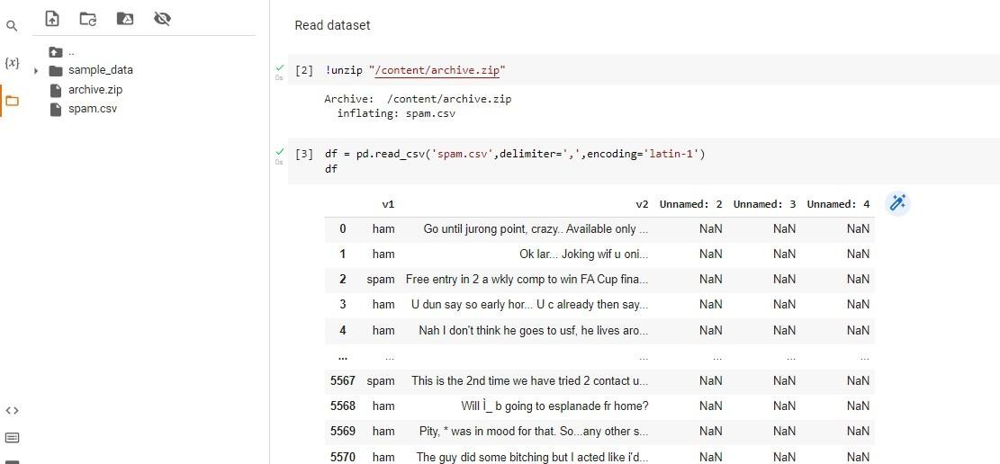 Read dataset
..
{x}
sample_data
archive.zip
spam.csv
[2] !unzip "/content/archive.zip"
0s
Archive:  /content/archive.zip
inflating: spam.csv
[3] df = pd.read_csv('spam.csv',delimiter=',',encoding='latin-1')
0s
df
v1 v2 Unnamed: 2 Unnamed: 3 Unnamed: 4
0 ham Go until jurong point, crazy.. Available only ... NaN NaN NaN
1 ham Ok lar... Joking wif u oni... NaN NaN NaN
2 spam Free entry in 2 a wkly comp to win FA Cup fina... NaN NaN NaN
3 ham U dun say so early hor... U c already then say... NaN NaN NaN
4 ham Nah I don't think he goes to usf, he lives aro... NaN NaN NaN
... ... ... ... ... ...
5567 spam This is the 2nd time we have tried 2 contact u... NaN NaN NaN
5568 ham Will Ì_ b going to esplanade fr home? NaN NaN NaN
5569 ham Pity, * was in mood for that. So...any other s... NaN NaN NaN
5570 ham The guy did some bitching but I acted like i'd... NaN NaN NaN